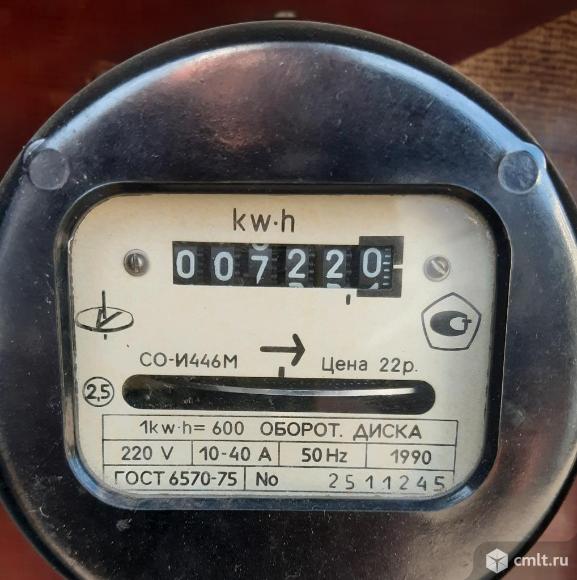 kw·h
007220
СО-И446М
Цена 22р.
2,5
1kw·h= 600 ОБОРОТ. ДИСКА
220 V 10-40 А 50 Hz 1990
ГОСТ 6570-75 No 2511245
cmlt.ru